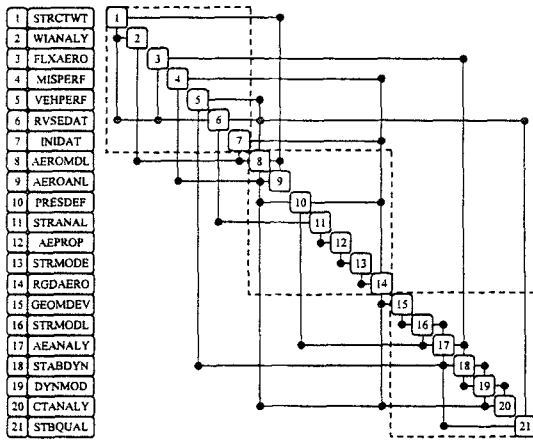 1 STRCTWT 1
2 WIANALY 2
3 FLXAERO 3
4 MISPERF 4
5 VEHPERF 5
6 RVSEDAT 6
7 INIDAT 7
8 AEROMDL 8
9 AEROANL 9
10 PRESDEF 10
11 STRANAL 11
12 AEPROP 12
13 STRMODE 13
14 RGDAERO 14
15 GEOMDEV 15
16 STRMODL 16
17 AEANALY 17
18 STABDYN 18
19 DYNMOD 19
20 CTANALY 20
21 STBQUAL 21